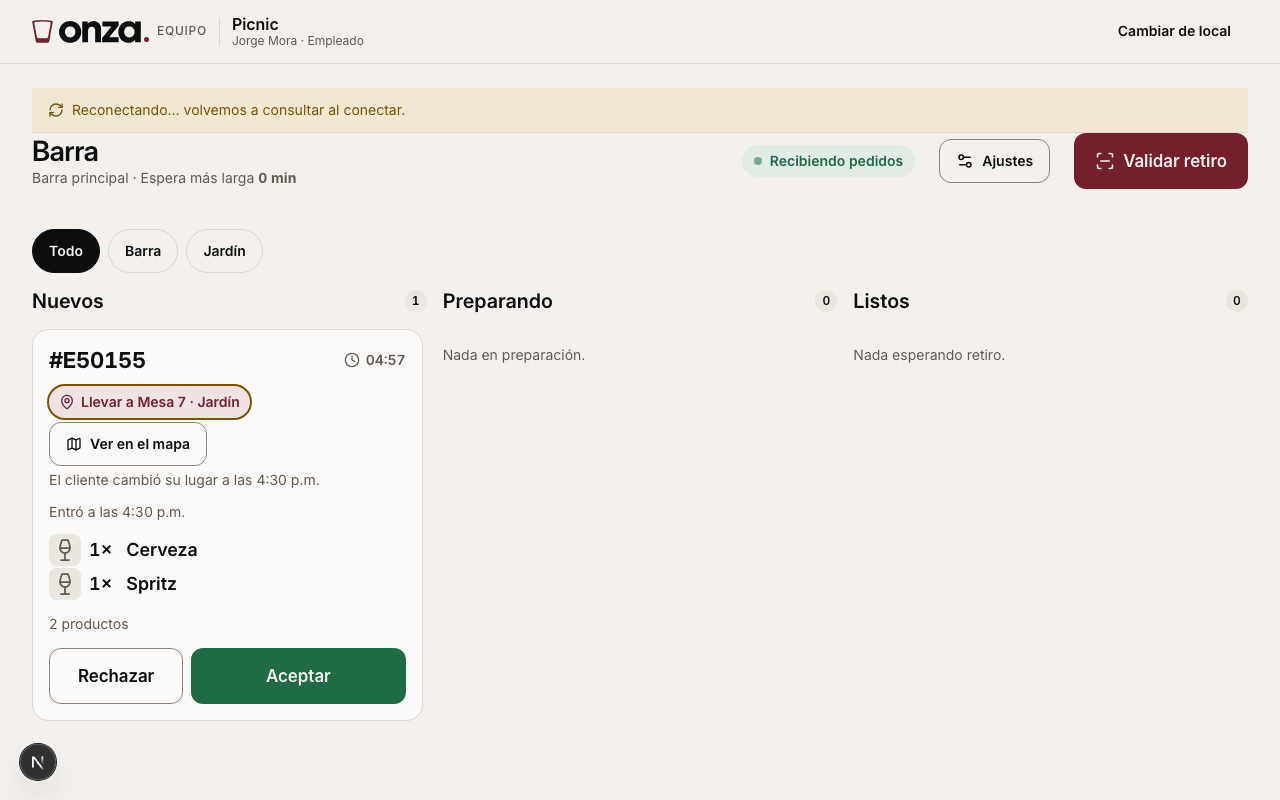 onza. EQUIPO
Picnic
Jorge Mora · Empleado
Cambiar de local
Reconectando... volvemos a consultar al conectar.
Barra
Barra principal · Espera más larga 0 min
Recibiendo pedidos
Ajustes
Validar retiro
Todo
Barra
Jardín
Nuevos 1
#E50155 04:57
Llevar a Mesa 7 · Jardín
Ver en el mapa
El cliente cambió su lugar a las 4:30 p.m.
Entró a las 4:30 p.m.
1× Cerveza
1× Spritz
2 productos
Rechazar
Aceptar
Preparando 0
Nada en preparación.
Listos 0
Nada esperando retiro.
N